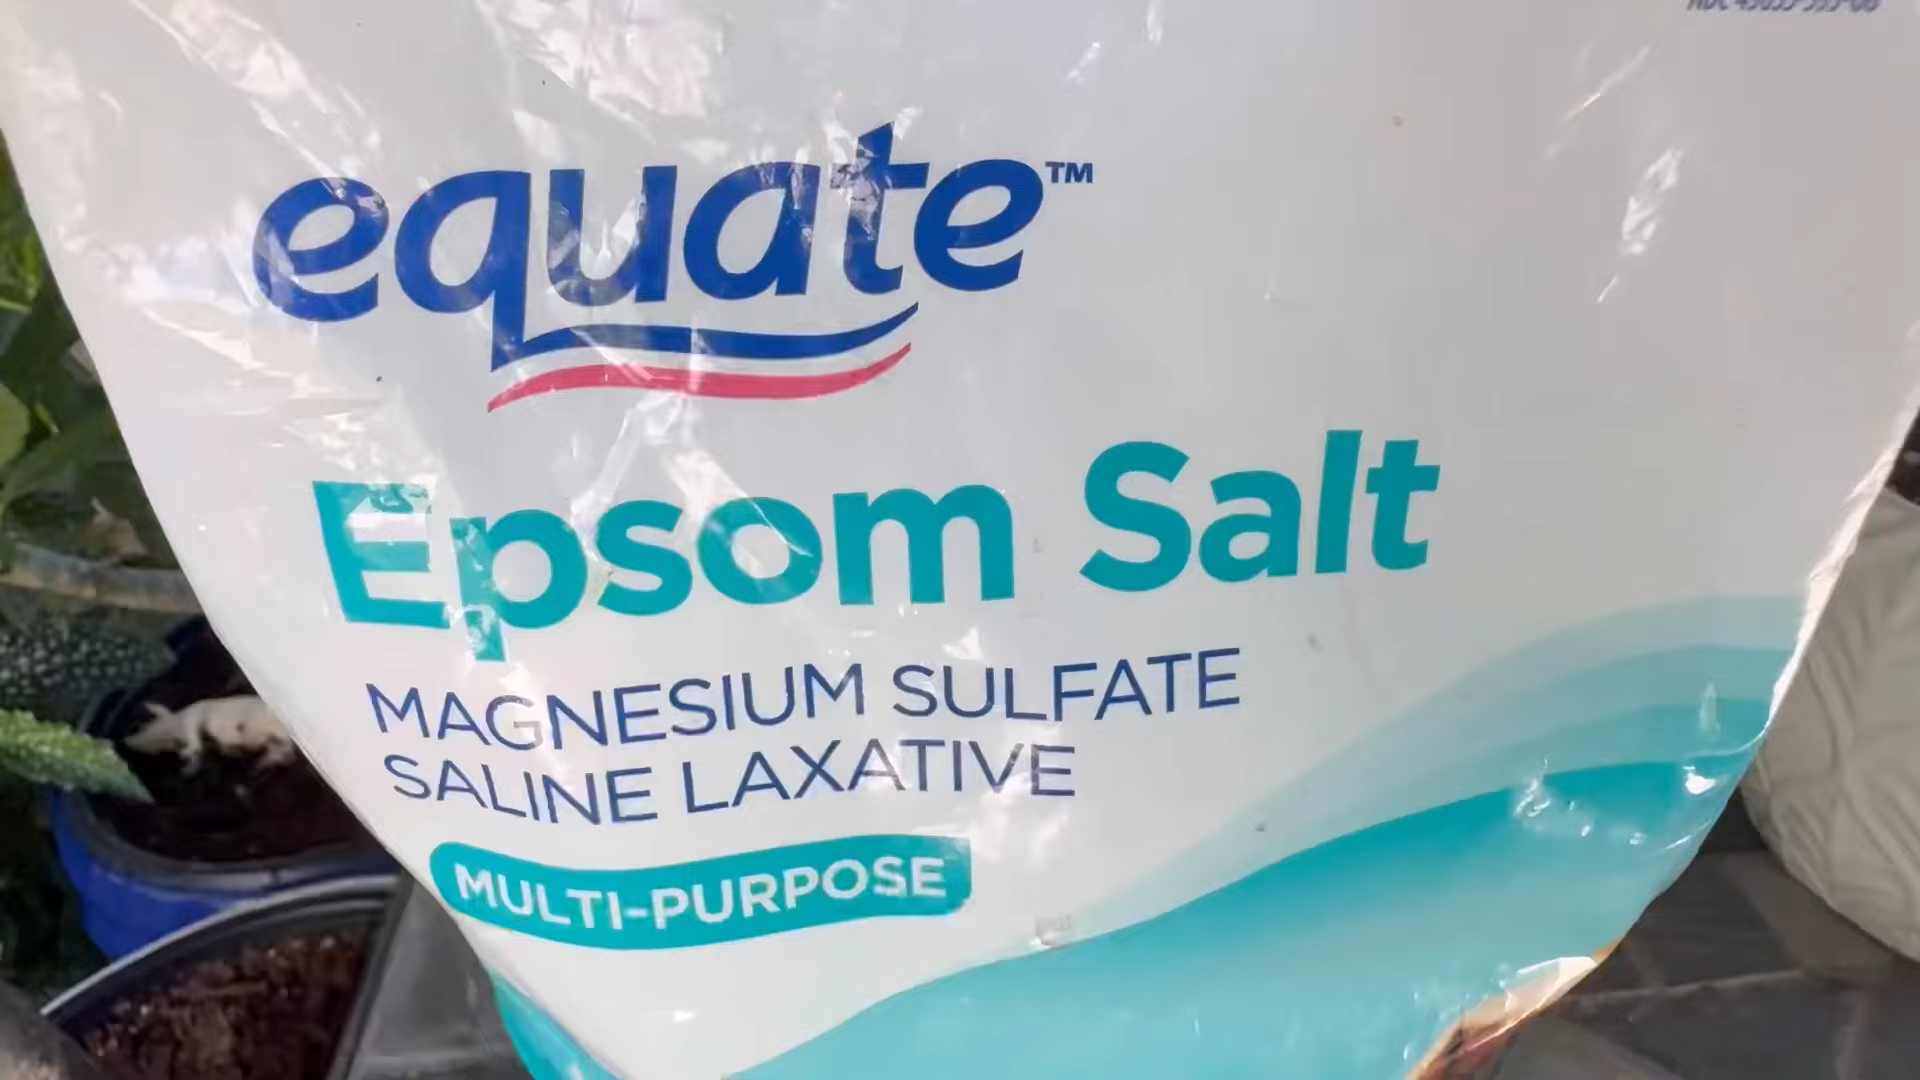 equate™
Epsom Salt
MAGNESIUM SULFATE
SALINE LAXATIVE
MULTI-PURPOSE